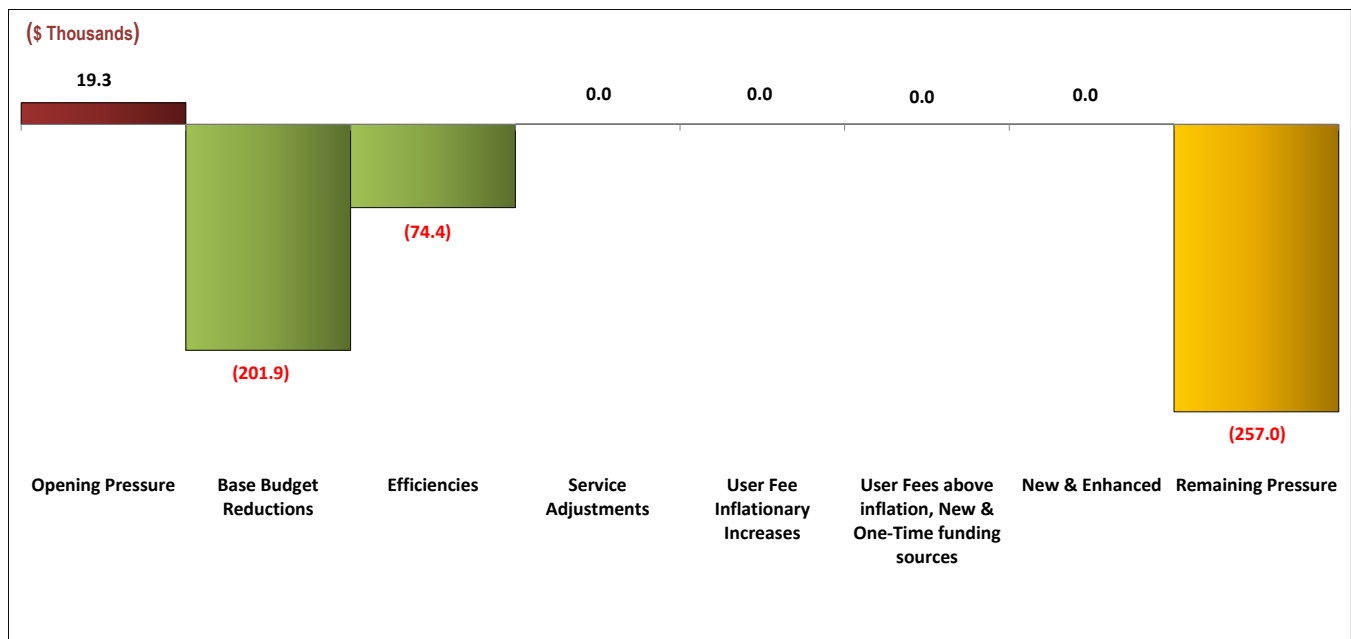 ($ Thousands)
19.3
0.0
0.0
0.0
0.0
(74.4)
(201.9)
(257.0)
Opening Pressure
Base Budget
Reductions
Efficiencies
Service
Adjustments
User Fee
Inflationary
Increases
User Fees above
inflation, New &
One-Time funding
sources
New & Enhanced
Remaining Pressure